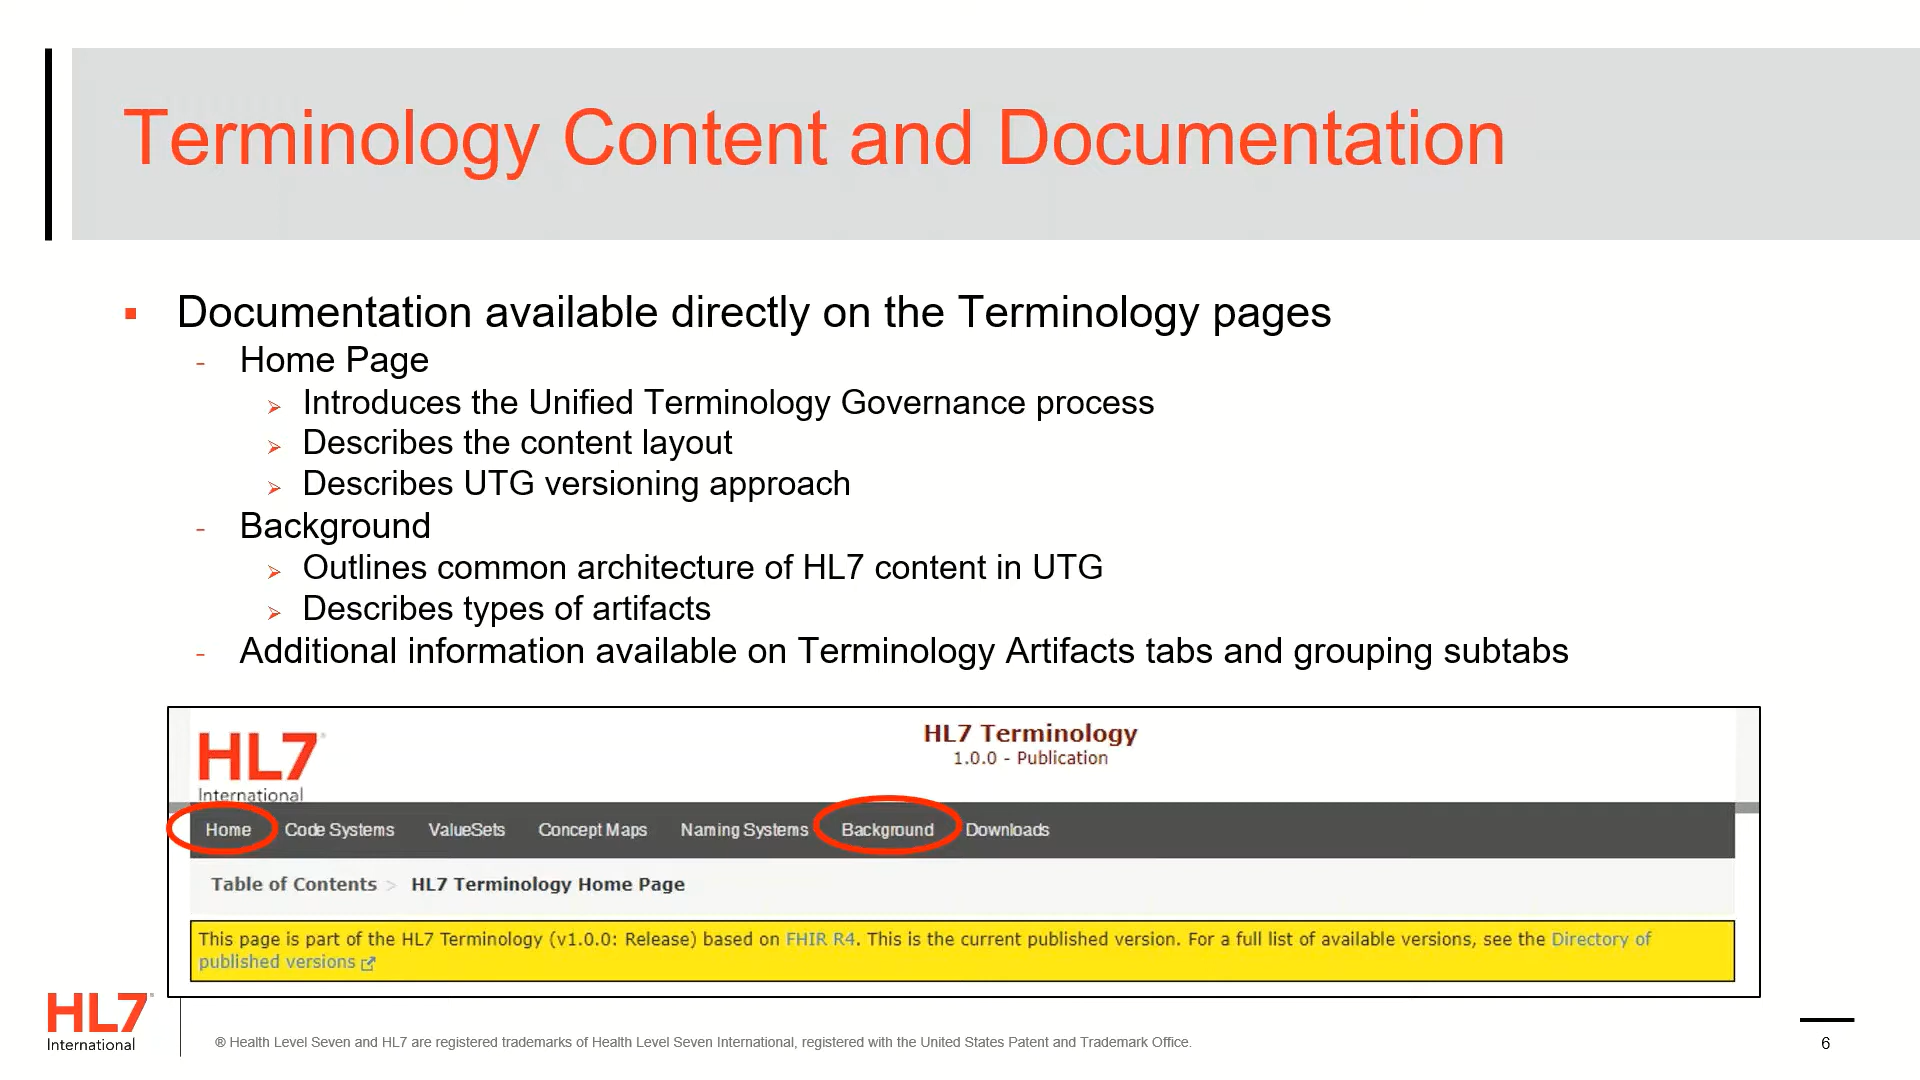 Terminology Content and Documentation
▪ Documentation available directly on the Terminology pages
- Home Page
➢ Introduces the Unified Terminology Governance process
➢ Describes the content layout
➢ Describes UTG versioning approach
- Background
➢ Outlines common architecture of HL7 content in UTG
➢ Describes types of artifacts
- Additional information available on Terminology Artifacts tabs and grouping subtabs
HL7
International
HL7 Terminology
1.0.0 - Publication
Home Code Systems ValueSets Concept Maps Naming Systems Background Downloads
Table of Contents > HL7 Terminology Home Page
This page is part of the HL7 Terminology (v1.0.0: Release) based on FHIR R4. This is the current published version. For a full list of available versions, see the Directory of
published versions
HL7
International
® Health Level Seven and HL7 are registered trademarks of Health Level Seven International, registered with the United States Patent and Trademark Office.
6